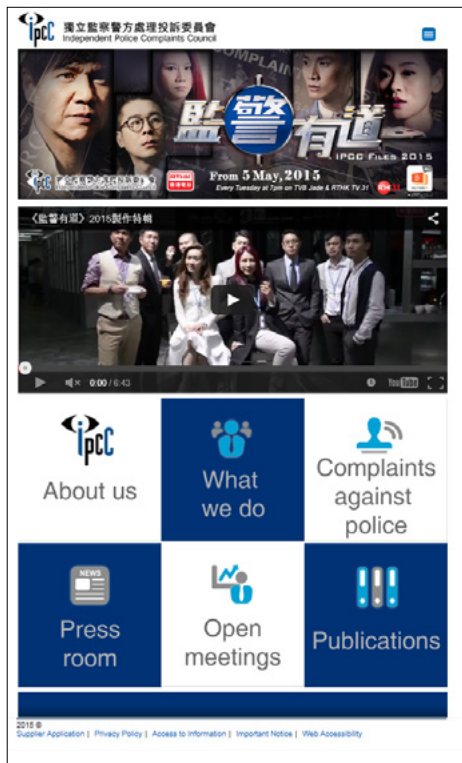 ipcc 獨立監察警方處理投訴委員會
Independent Police Complaints Council
COMPLAIN
監警有道
IPCC FILES 2015
From 5 May, 2015
Every Tuesday at 7pm on TVB Jade & RTHK TV 31
《監警有道》2015製作特輯
0:00 / 6:43
YouTube
ipcc
About us
What
we do
Complaints
against
police
NEWS
Press
room
Open
meetings
Publications
2015 ©
Supplier Application | Privacy Policy | Access to Information | Important Notice | Web Accessibility